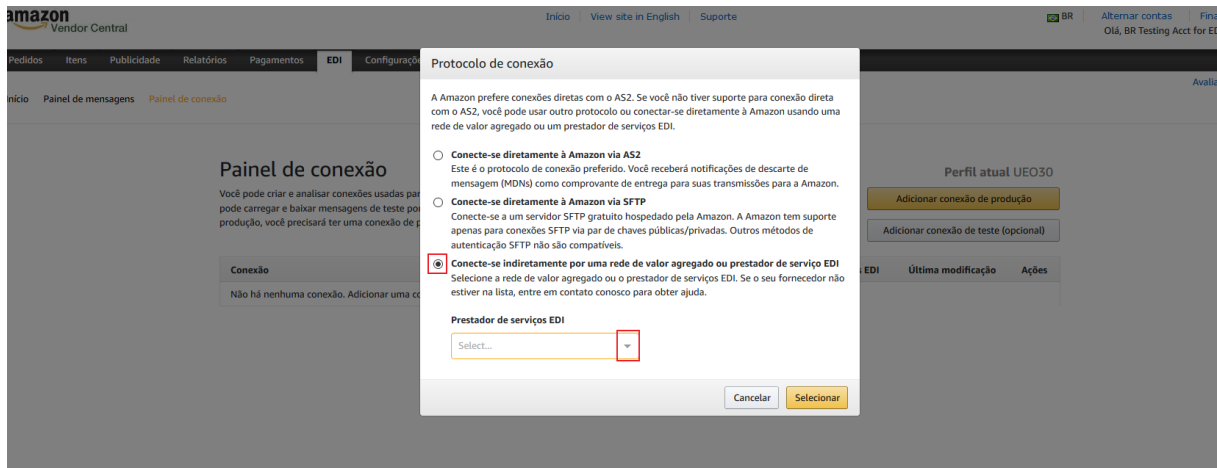 amazon
Vendor Central
Início | View site in English | Suporte
BR
Alternar contas
Olá, BR Testing Acct for
Pedidos Itens Publicidade Relatórios Pagamentos EDI
Início Painel de mensagens Painel de conexão
Protocolo de conexão
A Amazon prefere conexões diretas com o AS2. Se você não tiver suporte para conexão direta
com o AS2, você pode usar outro protocolo ou conectar-se diretamente à Amazon usando uma
rede de valor agregado ou um prestador de serviços EDI.
Conecte-se diretamente à Amazon via AS2
Este é o protocolo de conexão preferido. Você receberá notificações de descarte de
mensagem (MDNs) como comprovante de entrega para suas transmissões para a Amazon.
Conecte-se diretamente à Amazon via SFTP
Conecte-se a um servidor SFTP gratuito hospedado pela Amazon. A Amazon tem suporte
apenas para conexões SFTP via par de chaves públicas/privadas. Outros métodos de
autenticação SFTP não são compatíveis.
Conecte-se indiretamente por uma rede de valor agregado ou prestador de serviço EDI
Selecione a rede de valor agregado ou o prestador de serviços EDI. Se o seu fornecedor não
estiver na lista, entre em contato conosco para obter ajuda.
Prestador de serviços EDI
Select...
Cancelar
Selecionar
Painel de conexão
Você pode criar e analisar conexões usadas
pode carregar e baixar mensagens de teste
produção, você precisará ter uma conexão de
Perfil atual UEO30
Adicionar conexão de produção
Adicionar conexão de teste (opcional)
Conexão
EDI Última modificação Ações
Não há nenhuma conexão. Adicionar uma